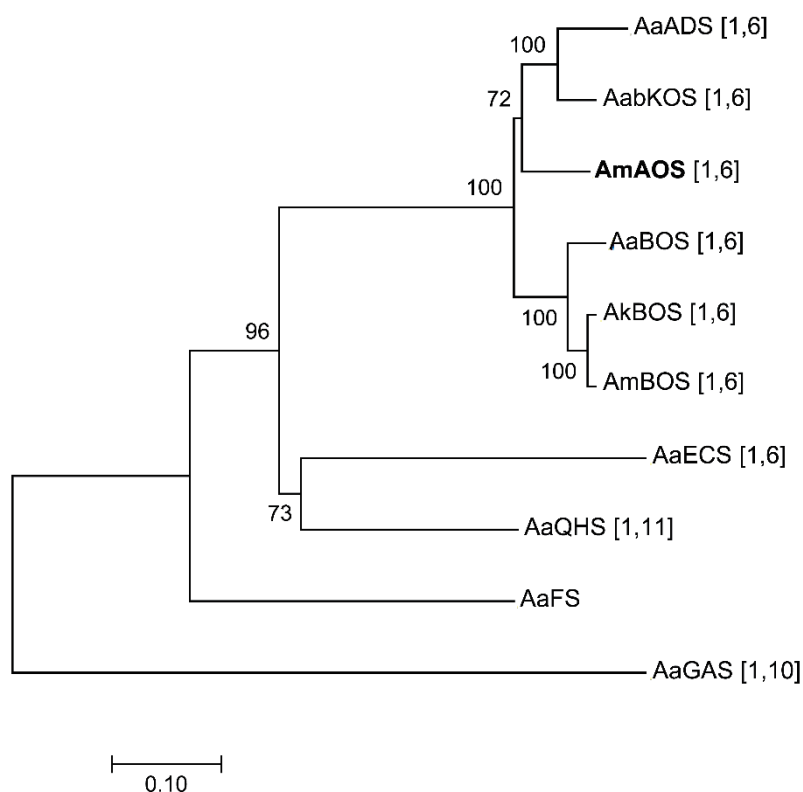 AaADS [1,6]
100
AabKOS [1,6]
72
AmAOS [1,6]
100
AaBOS [1,6]
AkBOS [1,6]
100
100
AmBOS [1,6]
96
AaECS [1,6]
73
AaQHS [1,11]
AaFS
AaGAS [1,10]
0.10